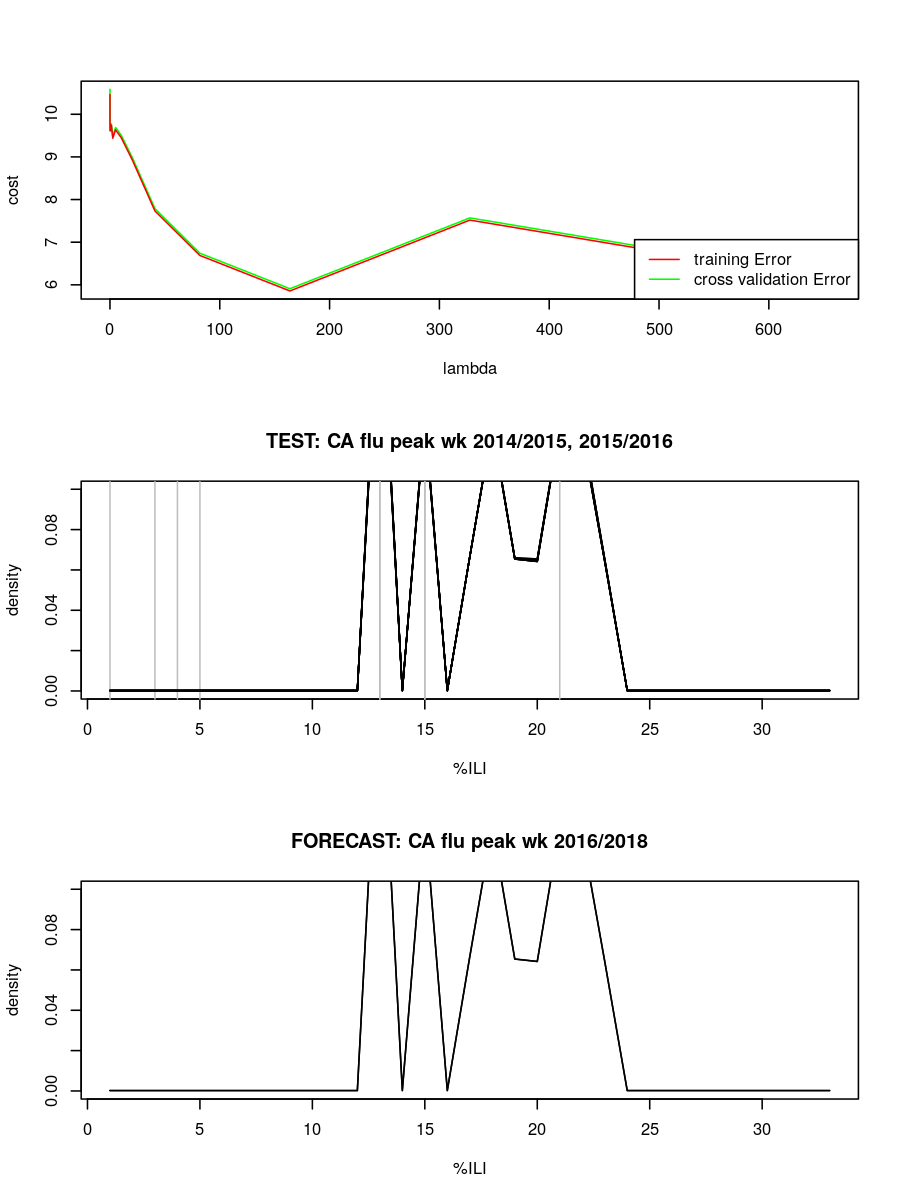 cost
10
9
8
7
6
training Error
cross validation Error
0 100 200 300 400 500 600
lambda
TEST: CA flu peak wk 2014/2015, 2015/2016
density
0.08
0.04
0.00
0 5 10 15 20 25 30
%ILI
FORECAST: CA flu peak wk 2016/2018
density
0.08
0.04
0.00
0 5 10 15 20 25 30
%ILI